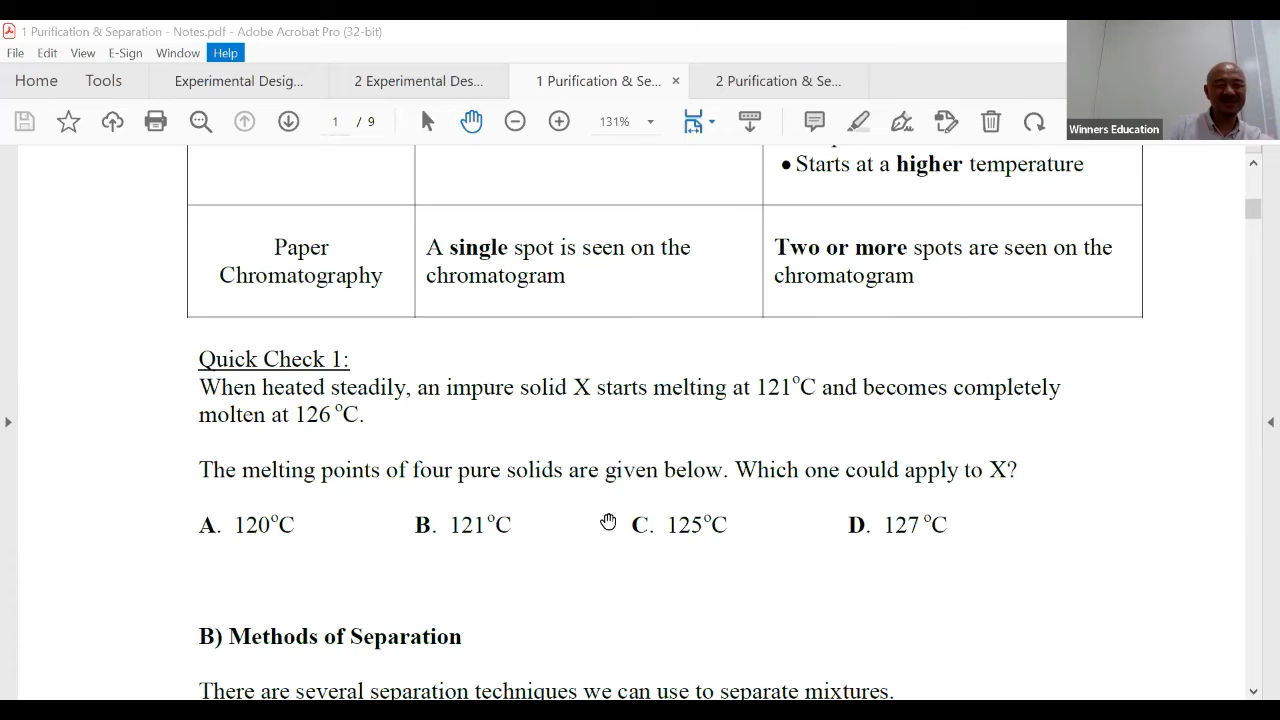 1 Purification & Separation - Notes.pdf - Adobe Acrobat Pro (32-bit)
File Edit View E-Sign Window Help
Home Tools Experimental Desig... 2 Experimental Des... 1 Purification & Se... × 2 Purification & Se...
1 / 9 131%
Winners Education
• Starts at a higher temperature
Paper Chromatography
A single spot is seen on the chromatogram
Two or more spots are seen on the chromatogram
Quick Check 1:
When heated steadily, an impure solid X starts melting at 121°C and becomes completely
molten at 126 °C.
The melting points of four pure solids are given below. Which one could apply to X?
A. 120°C B. 121°C C. 125°C D. 127 °C
B) Methods of Separation
There are several separation techniques we can use to separate mixtures.